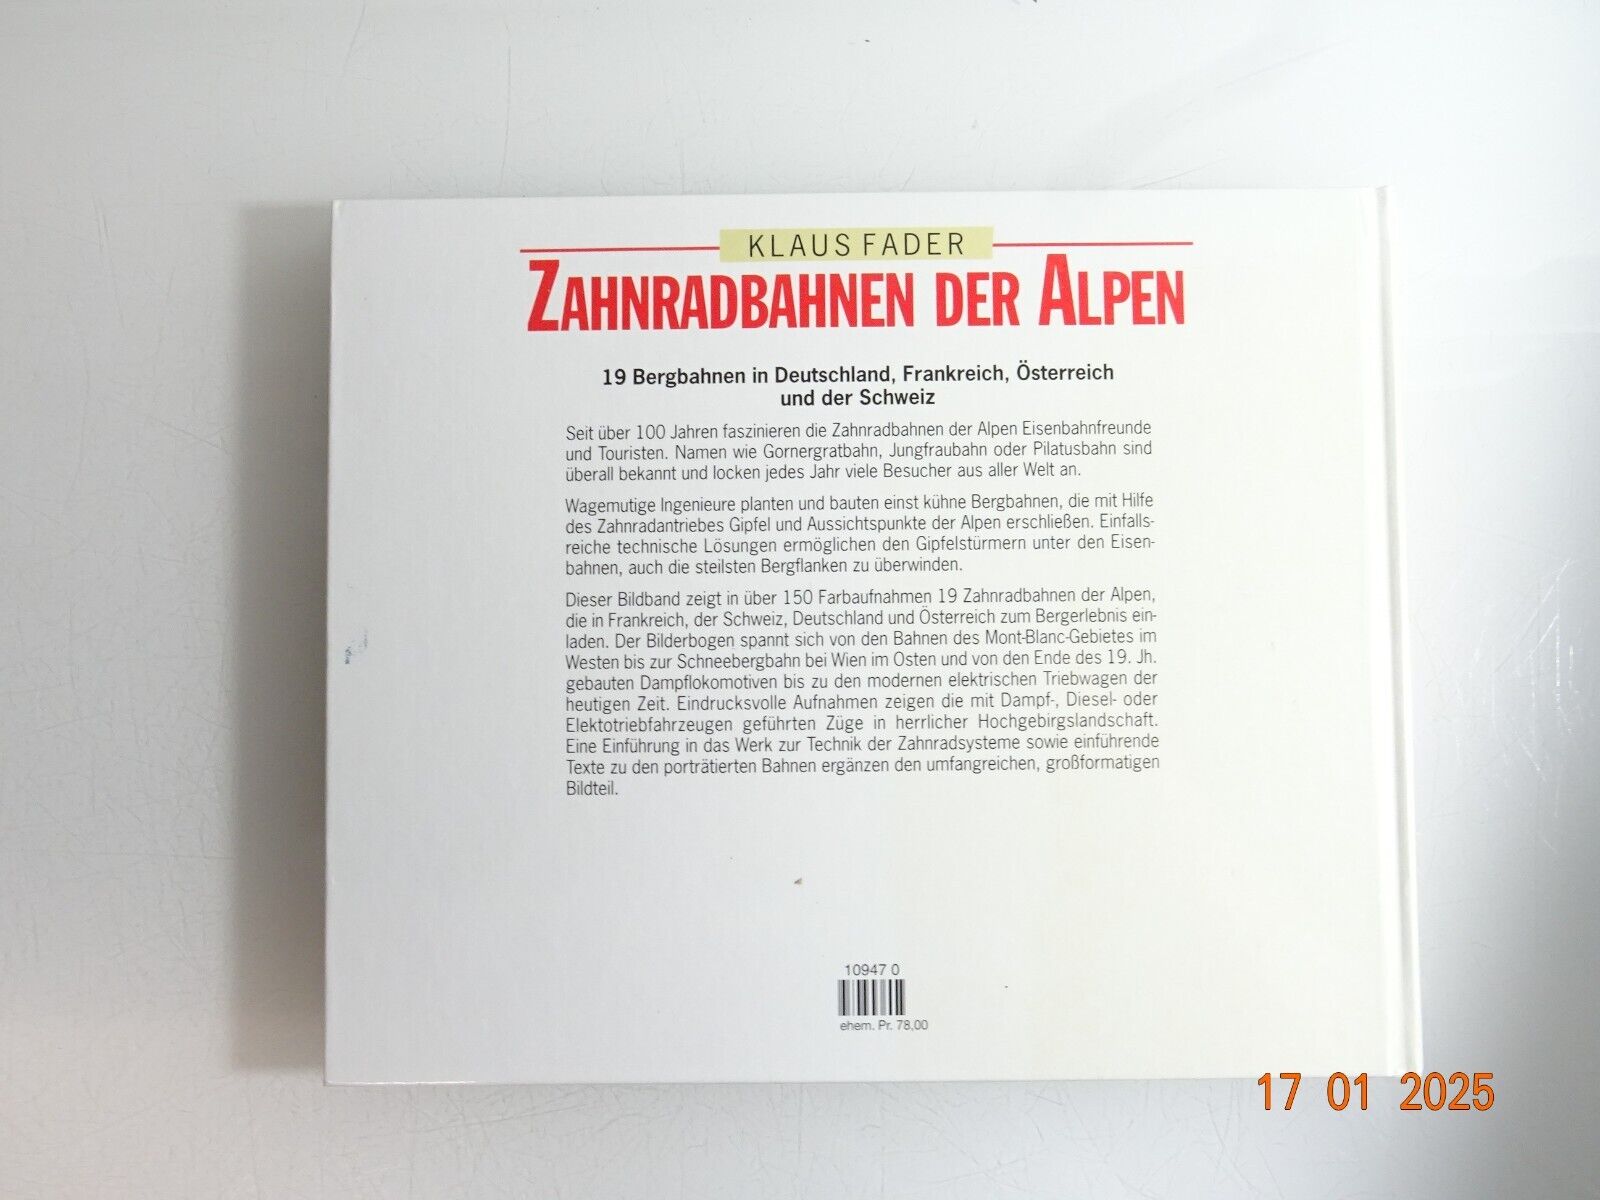 KLAUS FADER
ZAHNRADBAHNEN DER ALPEN
19 Bergbahnen in Deutschland, Frankreich, Österreich
und der Schweiz
Seit über 100 Jahren faszinieren die Zahnradbahnen der Alpen Eisenbahnfreunde
und Touristen. Namen wie Gornergratbahn, Jungfraubahn oder Pilatusbahn sind
überall bekannt und locken jedes Jahr viele Besucher aus aller Welt an.
Wagemutige Ingenieure planten und bauten einst kühne Bergbahnen, die mit Hilfe
des Zahnradantriebes Gipfel und Aussichtspunkte der Alpen erschließen. Einfalls-
reiche technische Lösungen ermöglichen den Gipfelstürmern unter den Eisen-
bahnen, auch die steilsten Bergflanken zu überwinden.
Dieser Bildband zeigt in über 150 Farbaufnahmen 19 Zahnradbahnen der Alpen,
die in Frankreich, der Schweiz, Deutschland und Österreich zum Bergerlebnis ein-
laden. Der Bilderbogen spannt sich von den Bahnen des Mont-Blanc-Gebietes im
Westen bis zur Schneebergbahn bei Wien im Osten und von den Ende des 19. Jh.
gebauten Dampflokomotiven bis zu den modernen elektrischen Triebwagen der
heutigen Zeit. Eindrucksvolle Aufnahmen zeigen die mit Dampf-, Diesel- oder
Elektotriebfahrzeugen geführten Züge in herrlicher Hochgebirgslandschaft.
Eine Einführung in das Werk zur Technik der Zahnradsysteme sowie einführende
Texte zu den porträtierten Bahnen ergänzen den umfangreichen, großformatigen
Bildteil.
10947 0
ehem. Pr. 78,00
17 01 2025